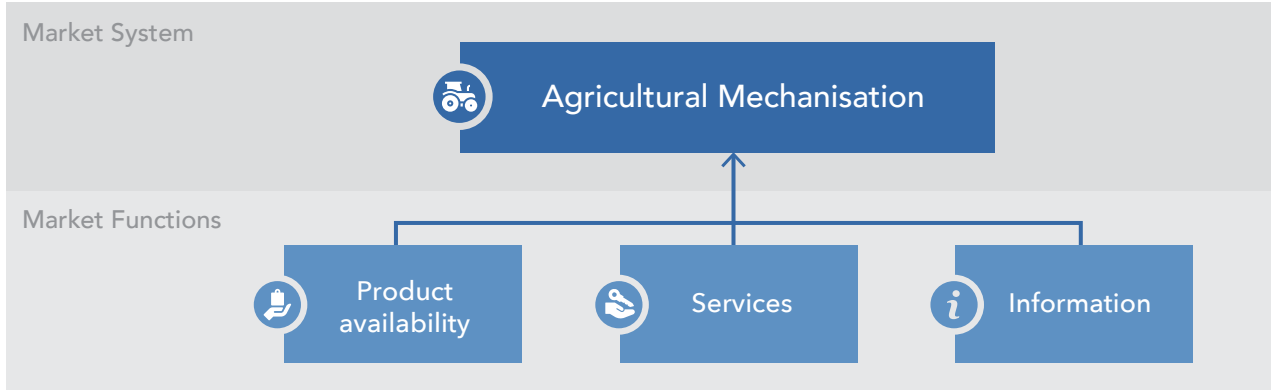 Market System
Agricultural Mechanisation
Market Functions
Product
availability
Services
i
Information